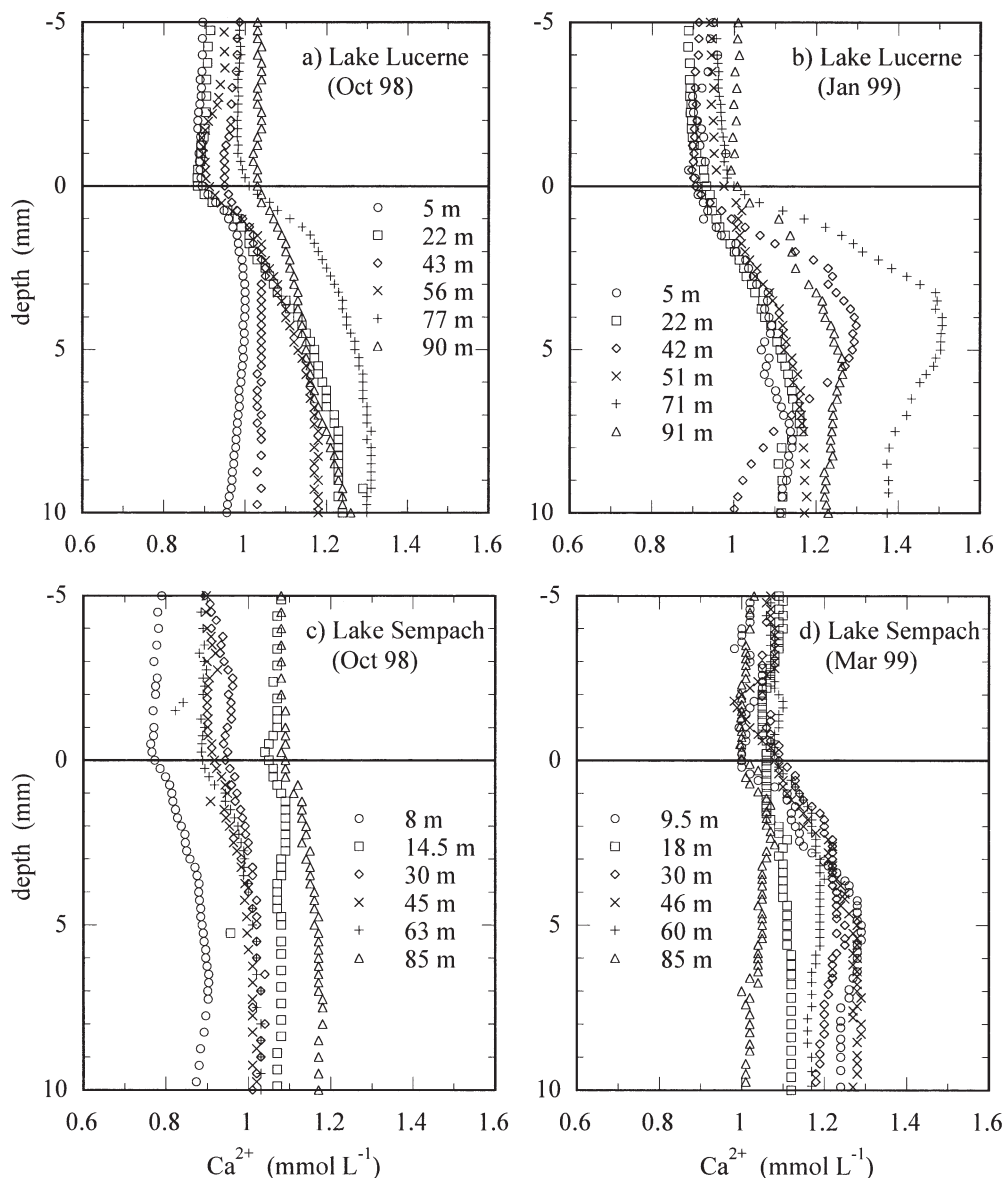 -5
0
5
10
depth (mm)
a) Lake Lucerne
(Oct 98)
5 m
22 m
43 m
56 m
77 m
90 m
0.6 0.8 1 1.2 1.4 1.6
-5
0
5
10
b) Lake Lucerne
(Jan 99)
5 m
22 m
42 m
51 m
71 m
91 m
0.6 0.8 1 1.2 1.4 1.6
-5
0
5
10
depth (mm)
c) Lake Sempach
(Oct 98)
8 m
14.5 m
30 m
45 m
63 m
85 m
0.6 0.8 1 1.2 1.4 1.6
Ca²⁺ (mmol L⁻¹)
-5
0
5
10
d) Lake Sempach
(Mar 99)
9.5 m
18 m
30 m
46 m
60 m
85 m
0.6 0.8 1 1.2 1.4 1.6
Ca²⁺ (mmol L⁻¹)